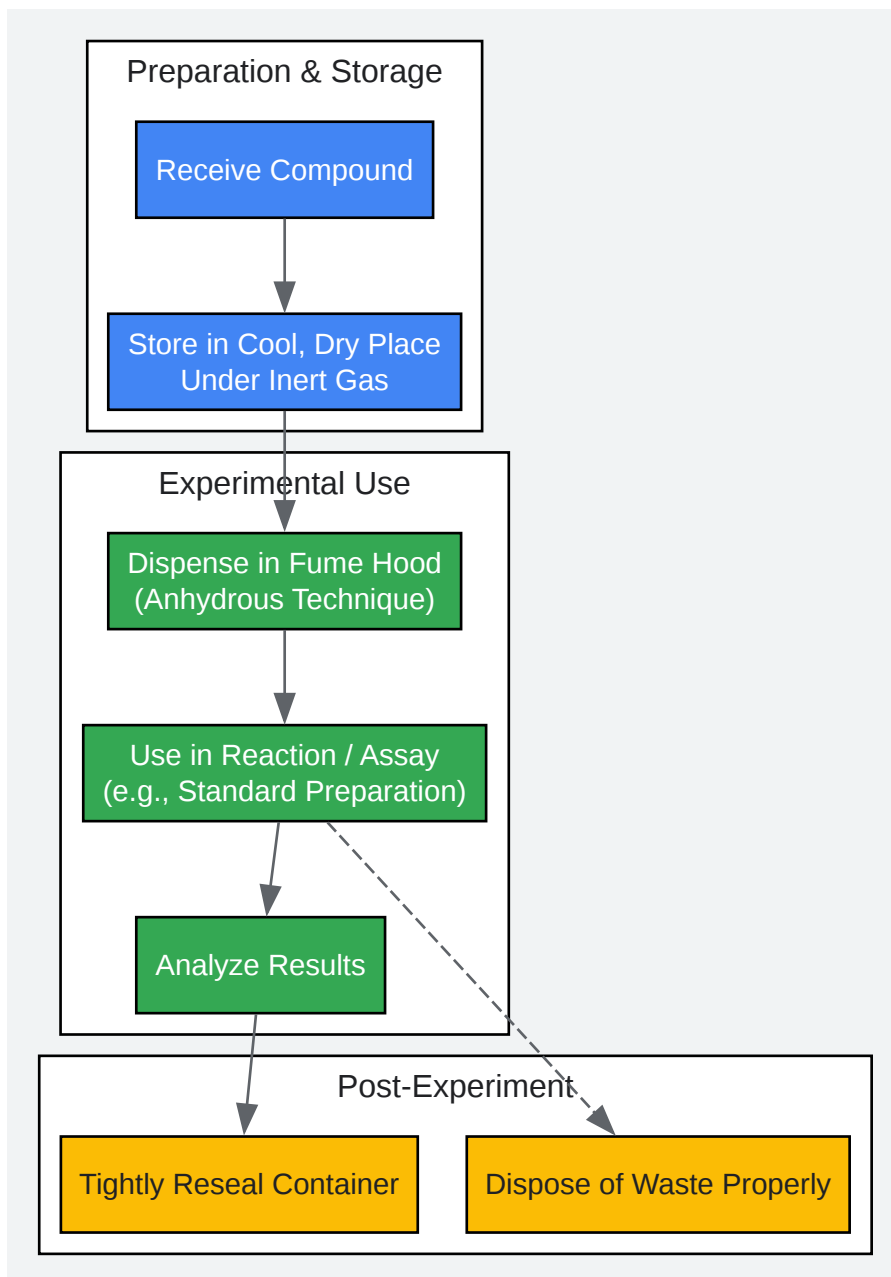 Preparation & Storage
Receive Compound
Store in Cool, Dry Place
Under Inert Gas
Experimental Use
Dispense in Fume Hood
(Anhydrous Technique)
Use in Reaction / Assay
(e.g., Standard Preparation)
Analyze Results
Post-Experiment
Tightly Reseal Container
Dispose of Waste Properly